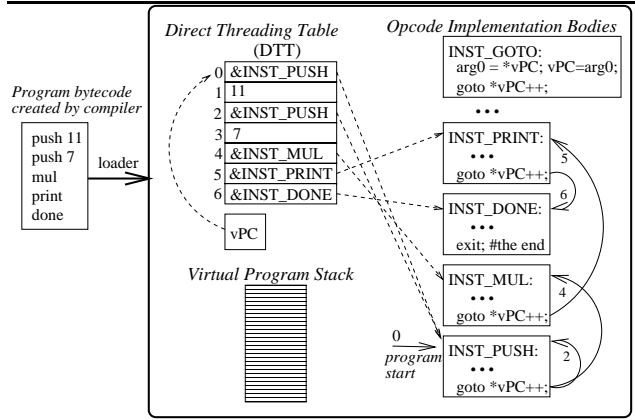 Direct Threading Table
(DTT)
0 &INST_PUSH
1 11
2 &INST_PUSH
3 7
4 &INST_MUL
5 &INST_PRINT
6 &INST_DONE
vPC
Virtual Program Stack
Program bytecode
created by compiler
push 11
push 7
mul
print
done
loader
Opcode Implementation Bodies
INST_GOTO:
arg0 = *vPC; vPC=arg0;
goto *vPC++;
•••
INST_PRINT:
•••
goto *vPC++;
5
6
INST_DONE:
•••
exit; #the end
INST_MUL:
•••
goto *vPC++;
4
0
program
start
INST_PUSH:
•••
goto *vPC++;
2